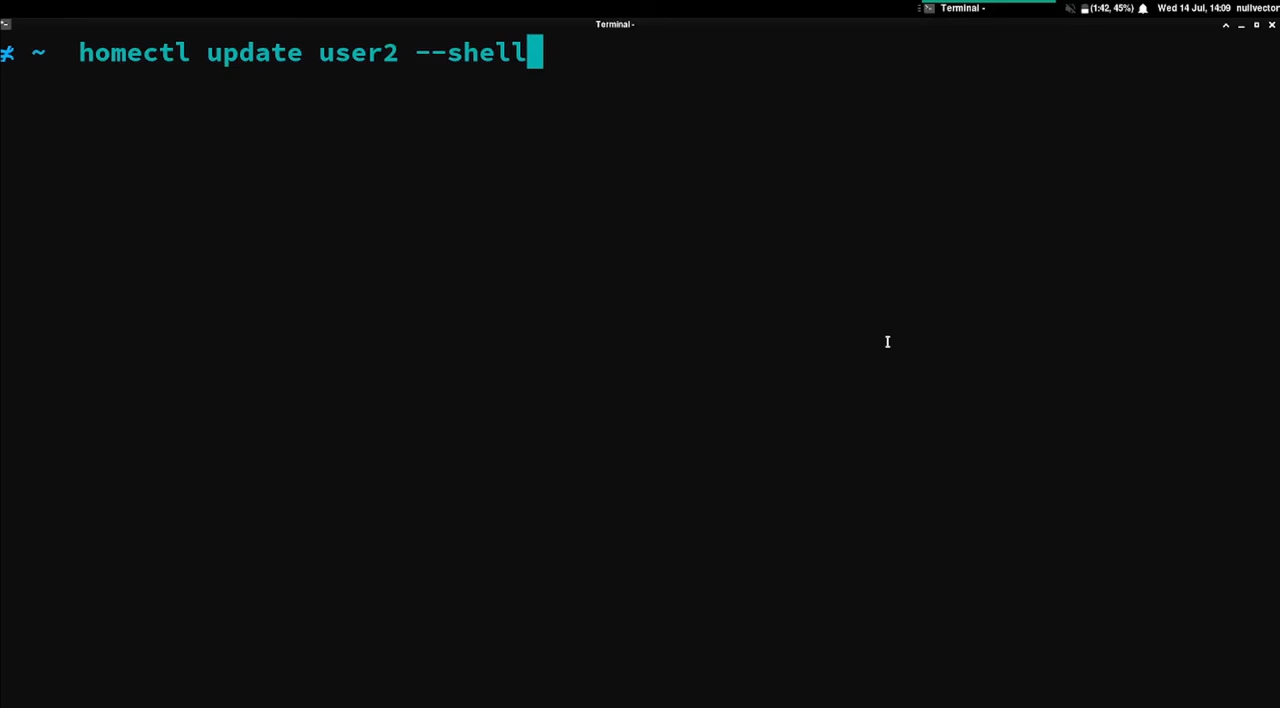 Terminal - (1:42, 45%) Wed 14 Jul, 14:09 nullvector
Terminal -
≠ ~ homectl update user2 --shell